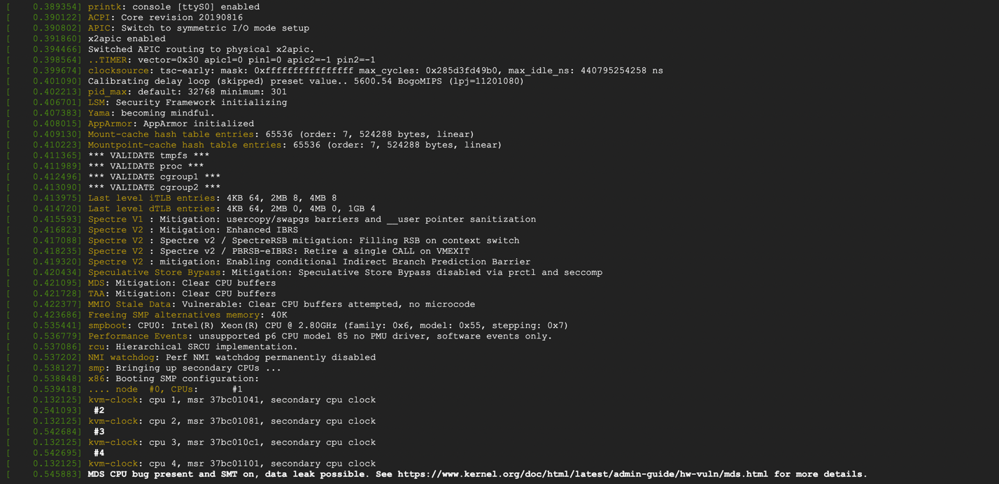 [    0.389354] printk: console [ttyS0] enabled
[    0.390122] ACPI: Core revision 20190816
[    0.390802] APIC: Switch to symmetric I/O mode setup
[    0.391860] x2apic enabled
[    0.394466] Switched APIC routing to physical x2apic.
[    0.398564] ..TIMER: vector=0x30 apic1=0 pin1=0 apic2=-1 pin2=-1
[    0.399674] clocksource: tsc-early: mask: 0xffffffffffffffff max_cycles: 0x285d3fd49b0, max_idle_ns: 440795254258 ns
[    0.401090] Calibrating delay loop (skipped) preset value.. 5600.54 BogoMIPS (lpj=11201080)
[    0.402213] pid_max: default: 32768 minimum: 301
[    0.406701] LSM: Security Framework initializing
[    0.407383] Yama: becoming mindful.
[    0.408015] AppArmor: AppArmor initialized
[    0.409130] Mount-cache hash table entries: 65536 (order: 7, 524288 bytes, linear)
[    0.410223] Mountpoint-cache hash table entries: 65536 (order: 7, 524288 bytes, linear)
[    0.411365] *** VALIDATE tmpfs ***
[    0.411989] *** VALIDATE proc ***
[    0.412496] *** VALIDATE cgroup1 ***
[    0.413090] *** VALIDATE cgroup2 ***
[    0.413975] Last level iTLB entries: 4KB 64, 2MB 8, 4MB 8
[    0.414720] Last level dTLB entries: 4KB 64, 2MB 0, 4MB 0, 1GB 4
[    0.415593] Spectre V1 : Mitigation: usercopy/swapgs barriers and __user pointer sanitization
[    0.416823] Spectre V2 : Mitigation: Enhanced IBRS
[    0.417088] Spectre V2 : Spectre v2 / SpectreRSB mitigation: Filling RSB on context switch
[    0.418235] Spectre V2 : Spectre v2 / PBRSB-eIBRS: Retire a single CALL on VMEXIT
[    0.419320] Spectre V2 : mitigation: Enabling conditional Indirect Branch Prediction Barrier
[    0.420434] Speculative Store Bypass: Mitigation: Speculative Store Bypass disabled via prctl and seccomp
[    0.421095] MDS: Mitigation: Clear CPU buffers
[    0.421728] TAA: Mitigation: Clear CPU buffers
[    0.422377] MMIO Stale Data: Vulnerable: Clear CPU buffers attempted, no microcode
[    0.423686] Freeing SMP alternatives memory: 40K
[    0.535441] smpboot: CPU0: Intel(R) Xeon(R) CPU @ 2.80GHz (family: 0x6, model: 0x55, stepping: 0x7)
[    0.536779] Performance Events: unsupported p6 CPU model 85 no PMU driver, software events only.
[    0.537086] rcu: Hierarchical SRCU implementation.
[    0.537202] NMI watchdog: Perf NMI watchdog permanently disabled
[    0.538127] smp: Bringing up secondary CPUs ...
[    0.538848] x86: Booting SMP configuration:
[    0.539418] .... node  #0, CPUs:      #1
[    0.132125] kvm-clock: cpu 1, msr 37bc01041, secondary cpu clock
[    0.541093]  #2
[    0.132125] kvm-clock: cpu 2, msr 37bc01081, secondary cpu clock
[    0.542684]  #3
[    0.132125] kvm-clock: cpu 3, msr 37bc010c1, secondary cpu clock
[    0.542695]  #4
[    0.132125] kvm-clock: cpu 4, msr 37bc01101, secondary cpu clock
[    0.545883] MDS CPU bug present and SMT on, data leak possible. See https://www.kernel.org/doc/html/latest/admin-guide/hw-vuln/mds.html for more details.